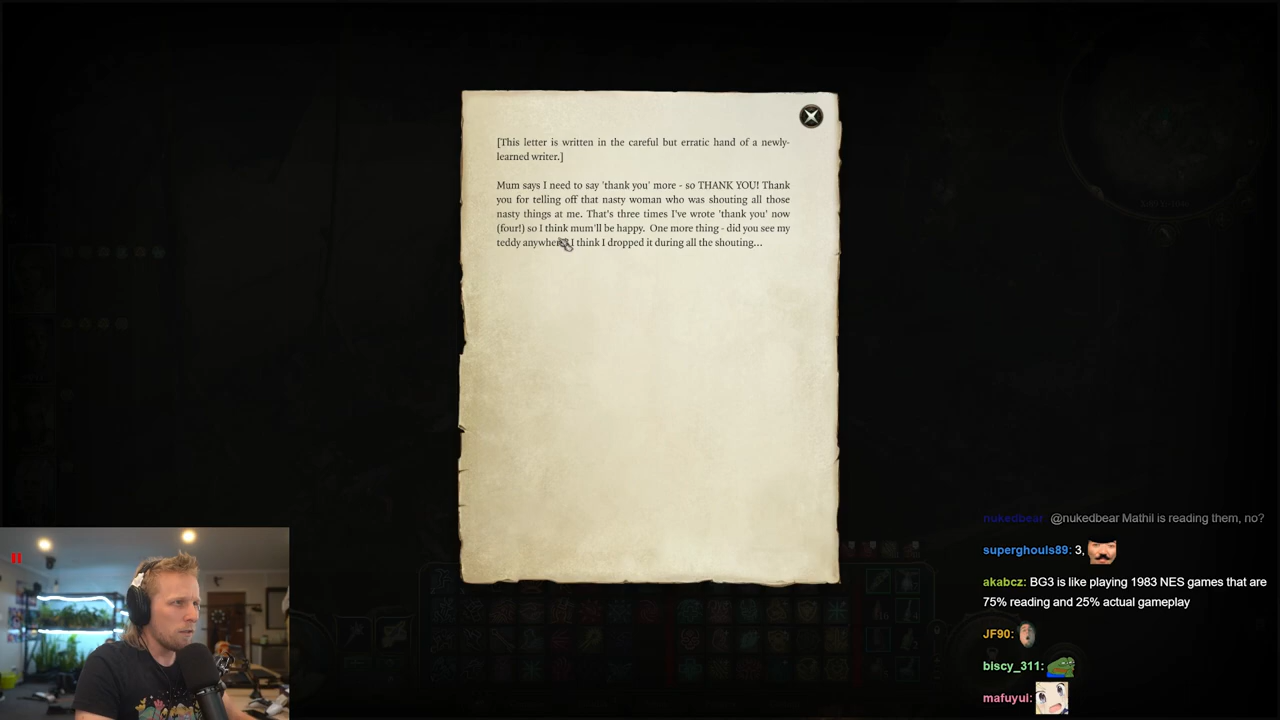 [This letter is written in the careful but erratic hand of a newly-
learned writer.]
Mum says I need to say 'thank you' more - so THANK YOU! Thank
you for telling off that nasty woman who was shouting all those
nasty things at me. That's three times I've wrote 'thank you' now
(four!) so I think mum'll be happy. One more thing - did you see my
teddy I think I dropped it during all the shouting...
nukedbear @nukedbear Mathil is reading them, no?
superghouls89: 3,
akabcz: BG3 is like playing 1983 NES games that are
75% reading and 25% actual gameplay
JF90:
biscy_311:
mafuyul: